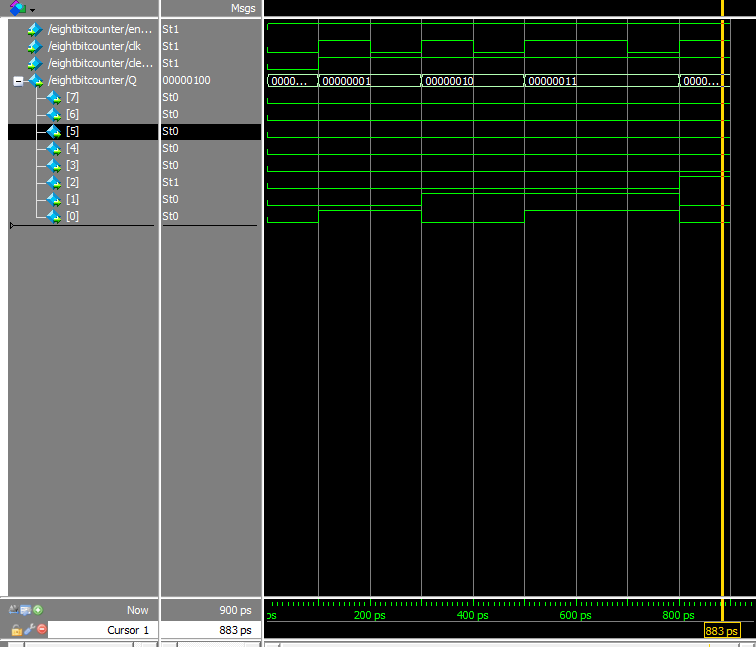 Msgs
/eightbitcounter/en... St1
/eightbitcounter/clk St1
/eightbitcounter/cle... St1
/eightbitcounter/Q 00000100 0000... 00000001 00000010 00000011 0000...
[7] St0
[6] St0
[5] St0
[4] St0
[3] St0
[2] St1
[1] St0
[0] St0
Now 900 ps ps 200 ps 400 ps 600 ps 800 ps
Cursor 1 883 ps 883 ps